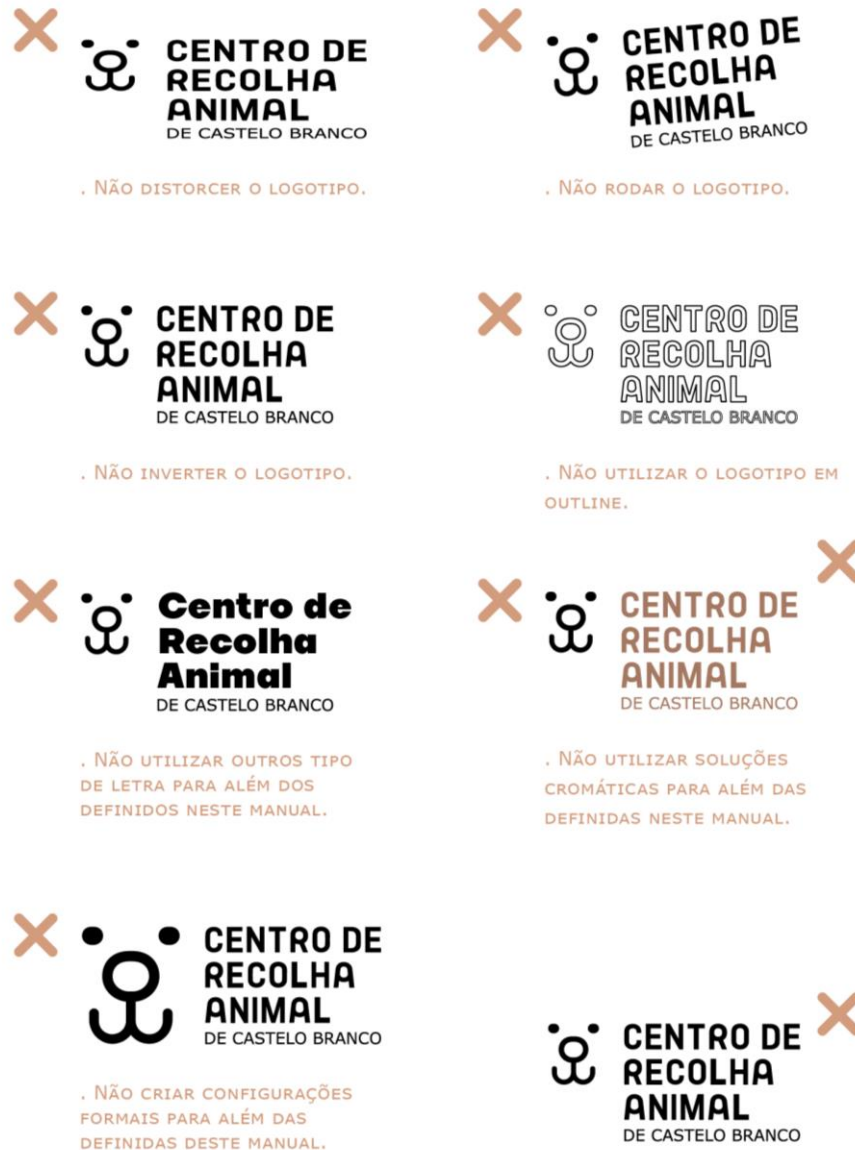 CENTRO DE
RECOLHA
ANIMAL
DE CASTELO BRANCO
. NÃO DISTORCER O LOGOTIPO.
CENTRO DE
RECOLHA
ANIMAL
DE CASTELO BRANCO
. NÃO RODAR O LOGOTIPO.
CENTRO DE
RECOLHA
ANIMAL
DE CASTELO BRANCO
. NÃO INVERTER O LOGOTIPO.
CENTRO DE
RECOLHA
ANIMAL
DE CASTELO BRANCO
. NÃO UTILIZAR O LOGOTIPO EM
OUTLINE.
Centro de
Recolha
Animal
DE CASTELO BRANCO
. NÃO UTILIZAR OUTROS TIPO
DE LETRA PARA ALÉM DOS
DEFINIDOS NESTE MANUAL.
CENTRO DE
RECOLHA
ANIMAL
DE CASTELO BRANCO
. NÃO UTILIZAR SOLUÇÕES
CROMÁTICAS PARA ALÉM DAS
DEFINIDAS NESTE MANUAL.
CENTRO DE
RECOLHA
ANIMAL
DE CASTELO BRANCO
. NÃO CRIAR CONFIGURAÇÕES
FORMAIS PARA ALÉM DAS
DEFINIDAS DESTE MANUAL.
CENTRO DE
RECOLHA
ANIMAL
DE CASTELO BRANCO